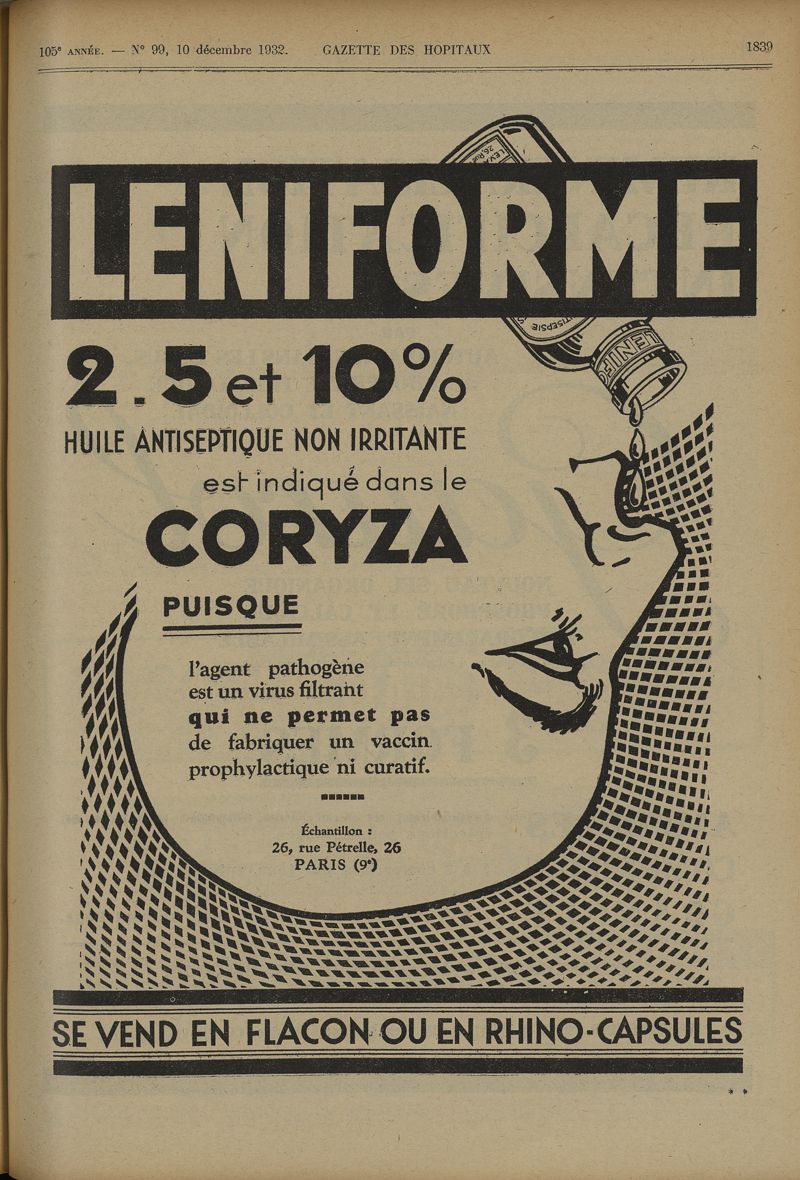 105e ANNÉE. — N° 99, 10 décembre 1932. GAZETTE DES HOPITAUX 1839
LENIFORME
2.5 et 10%
HUILE ANTISEPTIQUE NON IRRITANTE
est indiqué dans le
CORYZA
PUISQUE
l'agent pathogène
est un virus filtrant
qui ne permet pas
de fabriquer un vaccin
prophylactique ni curatif.
Échantillon :
26, rue Pétrelle, 26
PARIS (9e)
LENIFO
SE VEND EN FLACON OU EN RHINO-CAPSULES
* *